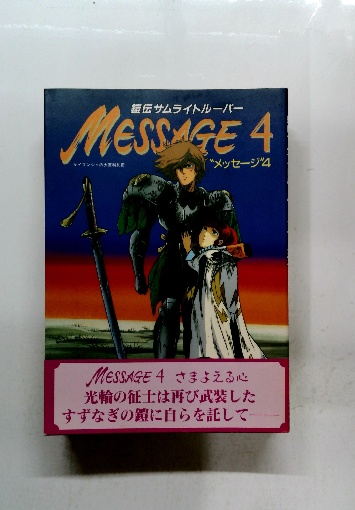 鎧伝サムライトルーパー
MESSAGE 4
"メッセージ"4
MESSAGE 4 さまよえる心
光輪の征士は再び武装した
すずなぎの鎧に自らを託して